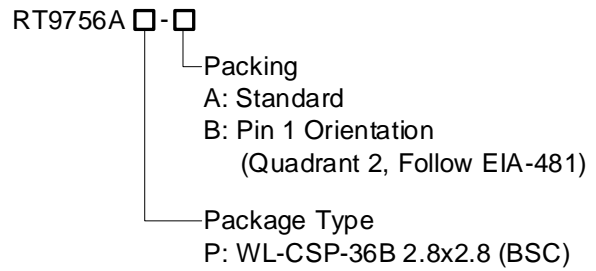 RT9756A □-□
Packing
A: Standard
B: Pin 1 Orientation
(Quadrant 2, Follow EIA-481)
Package Type
P: WL-CSP-36B 2.8x2.8 (BSC)